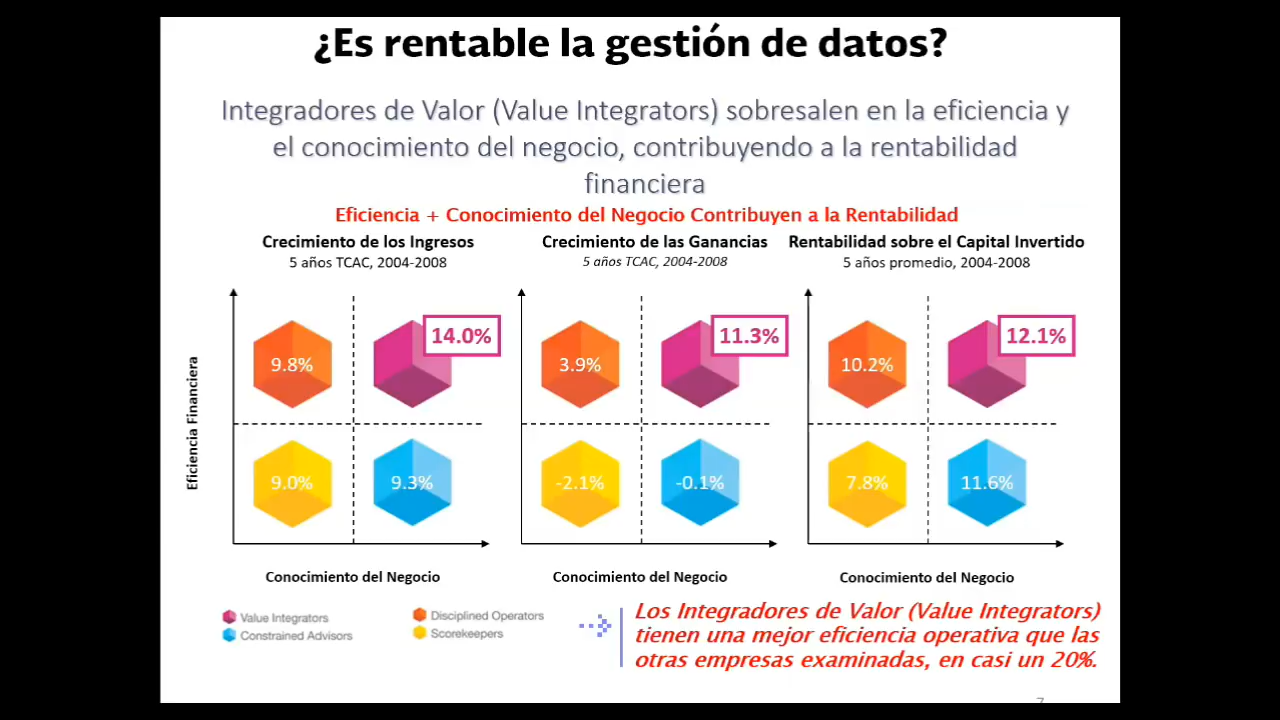 ¿Es rentable la gestión de datos?
Integradores de Valor (Value Integrators) sobresalen en la eficiencia y
el conocimiento del negocio, contribuyendo a la rentabilidad
financiera
Eficiencia + Conocimiento del Negocio Contribuyen a la Rentabilidad
Crecimiento de los Ingresos
5 años TCAC, 2004-2008
Crecimiento de las Ganancias
5 años TCAC, 2004-2008
Rentabilidad sobre el Capital Invertido
5 años promedio, 2004-2008
Eficiencia Financiera
9.8%
14.0%
9.0%
9.3%
Conocimiento del Negocio
3.9%
11.3%
-2.1%
-0.1%
Conocimiento del Negocio
10.2%
12.1%
7.8%
11.6%
Conocimiento del Negocio
Value Integrators
Disciplined Operators
Constrained Advisors
Scorekeepers
Los Integradores de Valor (Value Integrators)
tienen una mejor eficiencia operativa que las
otras empresas examinadas, en casi un 20%.